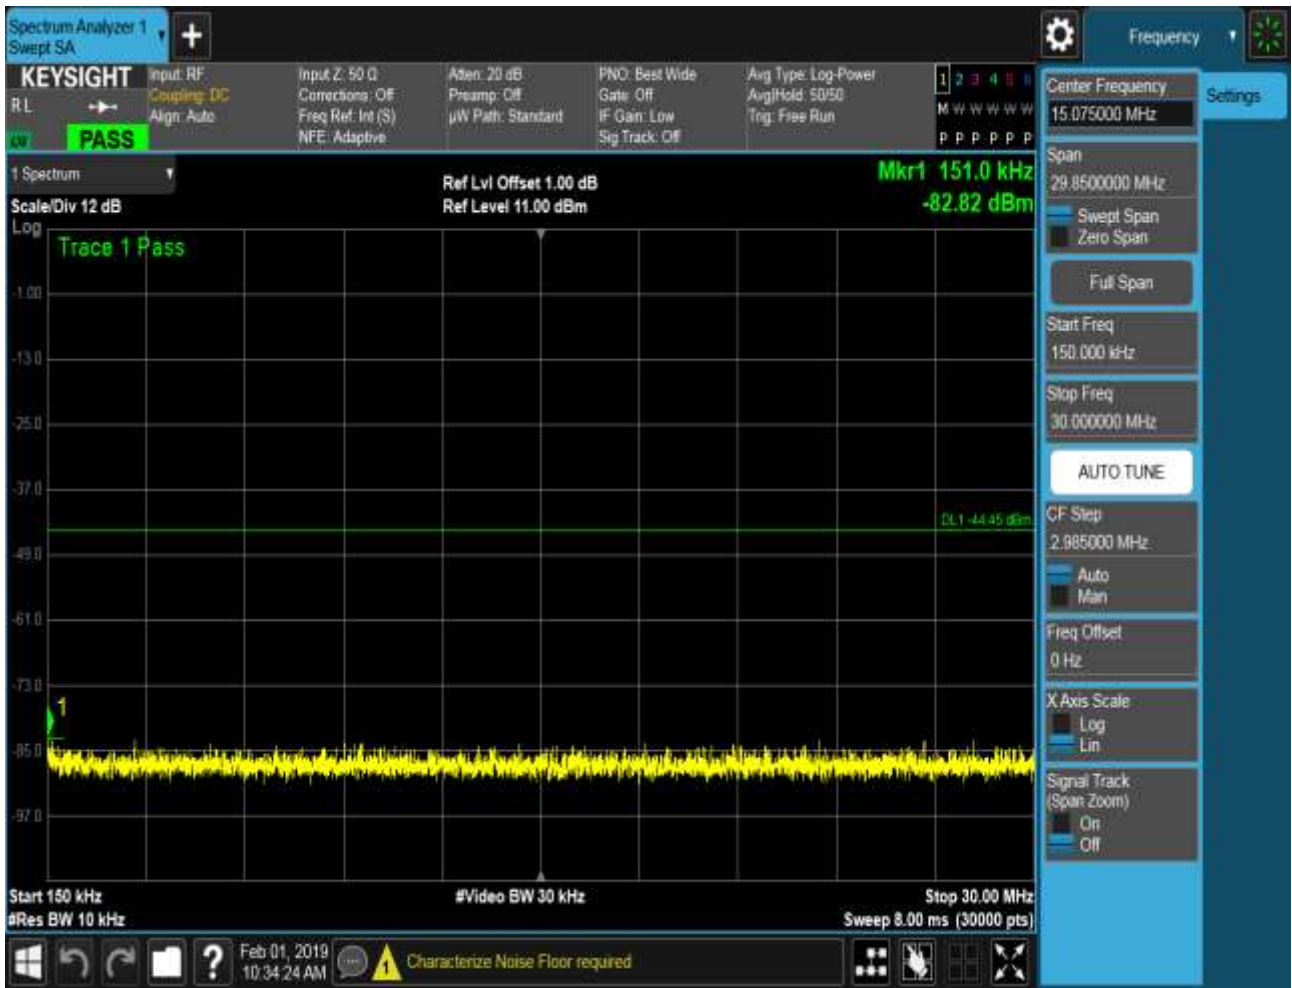 Spectrum Analyzer 1
Swept SA
Frequency
KEYSIGHT
R L
PASS
Input: RF
Coupling: DC
Align: Auto
Input Z: 50 Ω
Corrections: Off
Freq Ref: Int (S)
NFE: Adaptive
Atten: 20 dB
Preamp: Off
µW Path: Standard
PNO: Best Wide
Gate: Off
IF Gain: Low
Sig Track: Off
Avg Type: Log-Power
Avg|Hold: 50/50
Trig: Free Run
1 2 3 4 5 6
M W W W W W
P P P P P P
1 Spectrum
Scale/Div 12 dB
Ref Lvl Offset 1.00 dB
Ref Level 11.00 dBm
Mkr1 151.0 kHz
-82.82 dBm
Log
Trace 1 Pass
-1.00
-13.0
-25.0
-37.0
DL1 -44.45 dBm
-49.0
-61.0
-73.0
1
-85.0
-97.0
Start 150 kHz
#Res BW 10 kHz
#Video BW 30 kHz
Stop 30.00 MHz
Sweep 8.00 ms (30000 pts)
Feb 01, 2019
10:34:24 AM
Characterize Noise Floor required
Settings
Center Frequency
15.075000 MHz
Span
29.8500000 MHz
Swept Span
Zero Span
Full Span
Start Freq
150.000 kHz
Stop Freq
30.000000 MHz
AUTO TUNE
CF Step
2.985000 MHz
Auto
Man
Freq Offset
0 Hz
X Axis Scale
Log
Lin
Signal Track
(Span Zoom)
On
Off